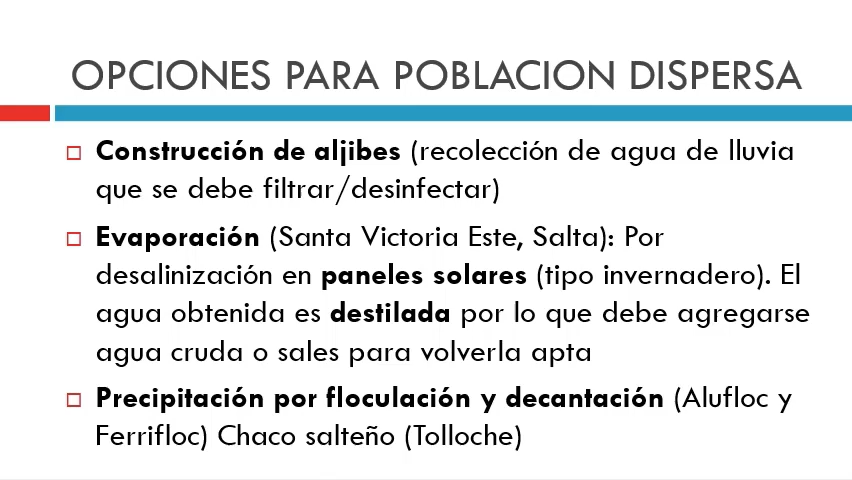 OPCIONES PARA POBLACION DISPERSA
Construcción de aljibes (recolección de agua de lluvia
que se debe filtrar/desinfectar)
Evaporación (Santa Victoria Este, Salta): Por
desalinización en paneles solares (tipo invernadero). El
agua obtenida es destilada por lo que debe agregarse
agua cruda o sales para volverla apta
Precipitación por floculación y decantación (Alufloc y
Ferrifloc) Chaco salteño (Tolloche)